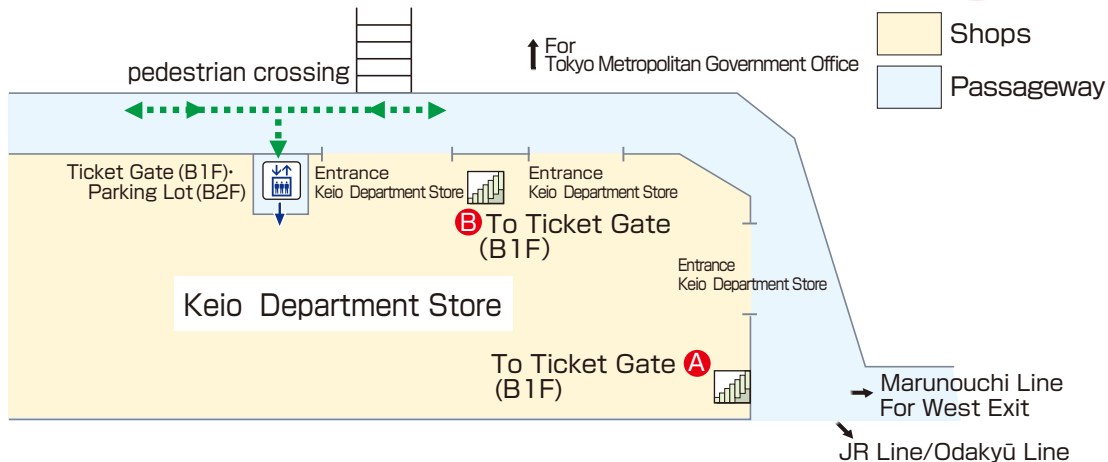 Shops
Passageway
For
Tokyo Metropolitan Government Office
pedestrian crossing
Ticket Gate (B1F)·
Parking Lot (B2F)
Entrance
Keio Department Store
Entrance
Keio Department Store
B To Ticket Gate
(B1F)
Entrance
Keio Department Store
Keio Department Store
To Ticket Gate A
(B1F)
Marunouchi Line
For West Exit
JR Line/Odakyū Line